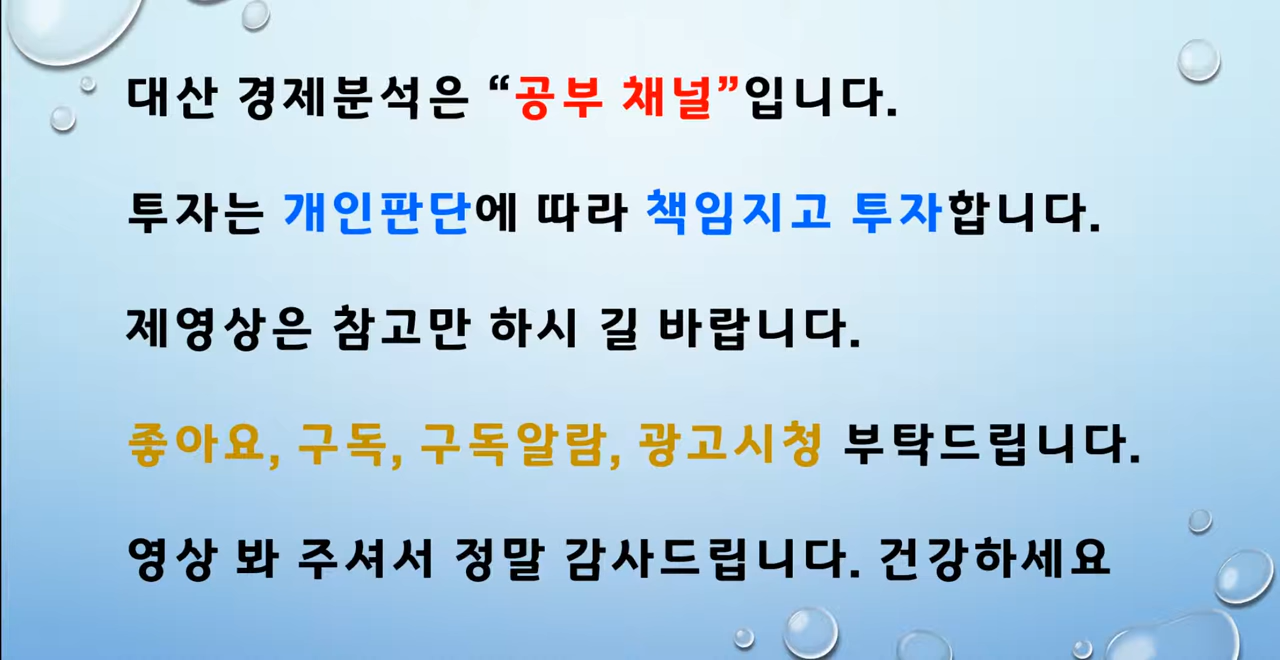 대산 경제분석은 “공부 채널”입니다.
투자는 개인판단에 따라 책임지고 투자합니다.
제영상은 참고만 하시 길 바랍니다.
좋아요, 구독, 구독알람, 광고시청 부탁드립니다.
영상 봐 주셔서 정말 감사드립니다. 건강하세요